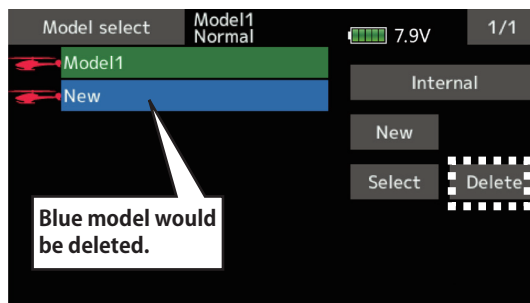 Model select
Model1
Normal
7.9V
1/1
Model1
Internal
New
New
Select
Delete
Blue model would
be deleted.